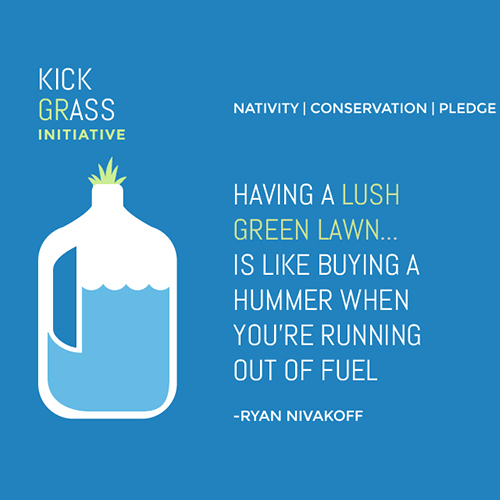 KICK
GRASS
INITIATIVE
NATIVITY | CONSERVATION | PLEDGE
HAVING A LUSH
GREEN LAWN...
IS LIKE BUYING A
HUMMER WHEN
YOU'RE RUNNING
OUT OF FUEL
-RYAN NIVAKOFF